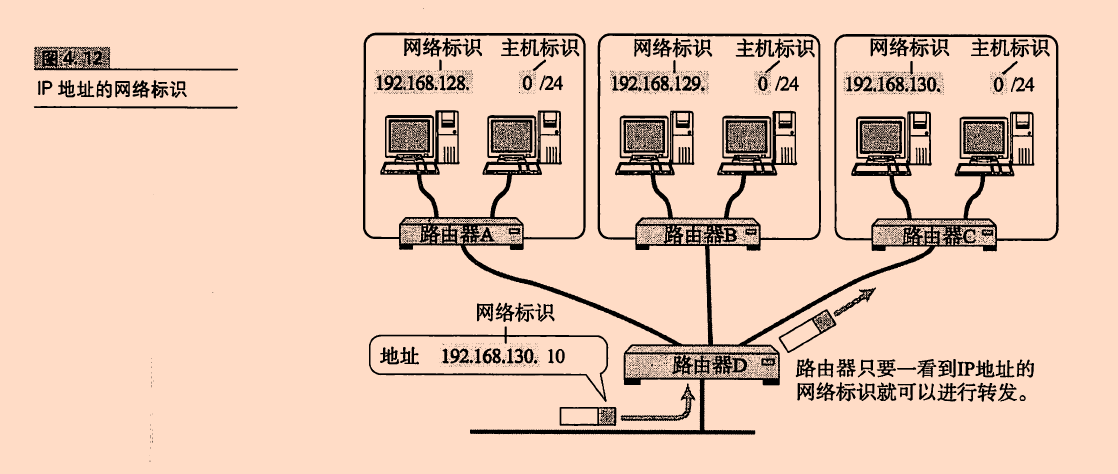 图 4.12
IP 地址的网络标识
网络标识 主机标识
192.168.128. 0 /24
路由器A
网络标识 主机标识
192.168.129. 0 /24
路由器B
网络标识 主机标识
192.168.130. 0 /24
路由器C
网络标识
地址 192.168.130. 10
路由器D
路由器只要一看到IP地址的
网络标识就可以进行转发。